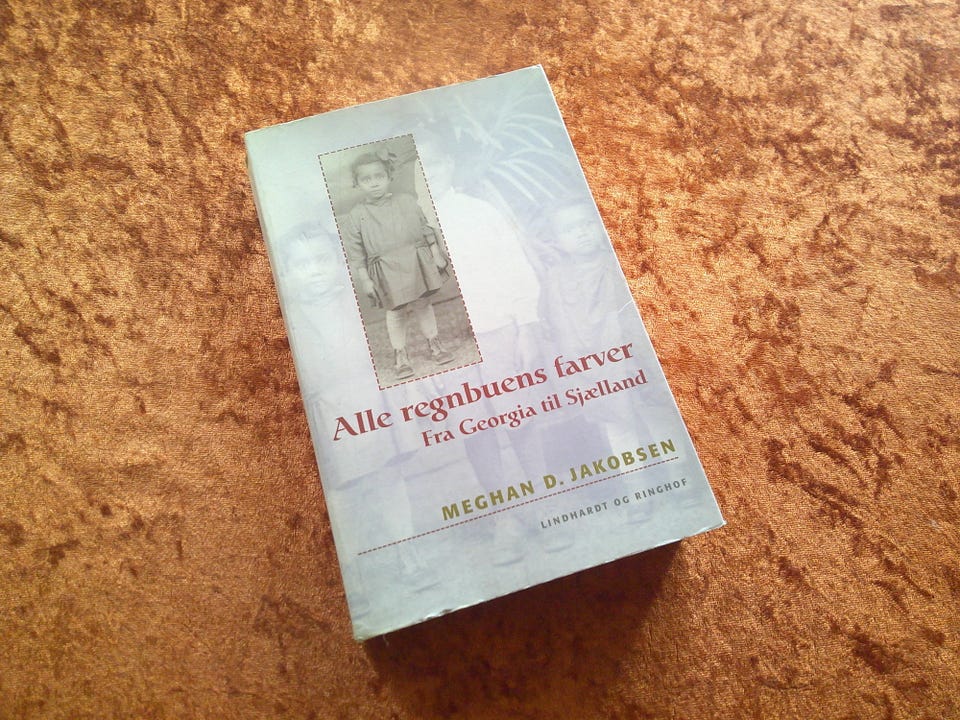 Alle regnbuens farver
Fra Georgia til Sjælland
MEGHAN D. JAKOBSEN
LINDHARDT OG RINGHOF